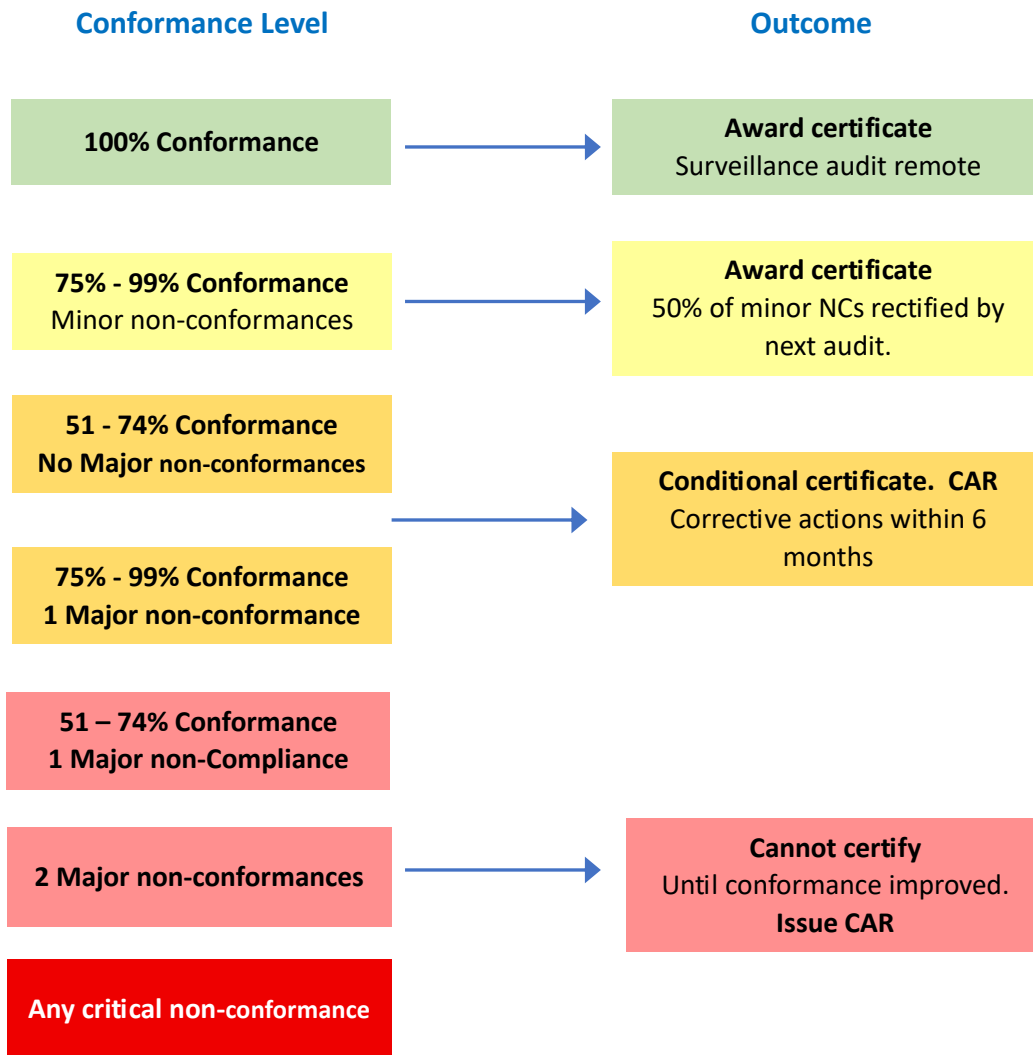 Conformance Level
Outcome
100% Conformance
Award certificate
Surveillance audit remote
75% - 99% Conformance
Minor non-conformances
Award certificate
50% of minor NCs rectified by
next audit.
51 - 74% Conformance
No Major non-conformances
75% - 99% Conformance
1 Major non-conformance
Conditional certificate.  CAR
Corrective actions within 6
months
51 – 74% Conformance
1 Major non-Compliance
2 Major non-conformances
Any critical non-conformance
Cannot certify
Until conformance improved.
Issue CAR